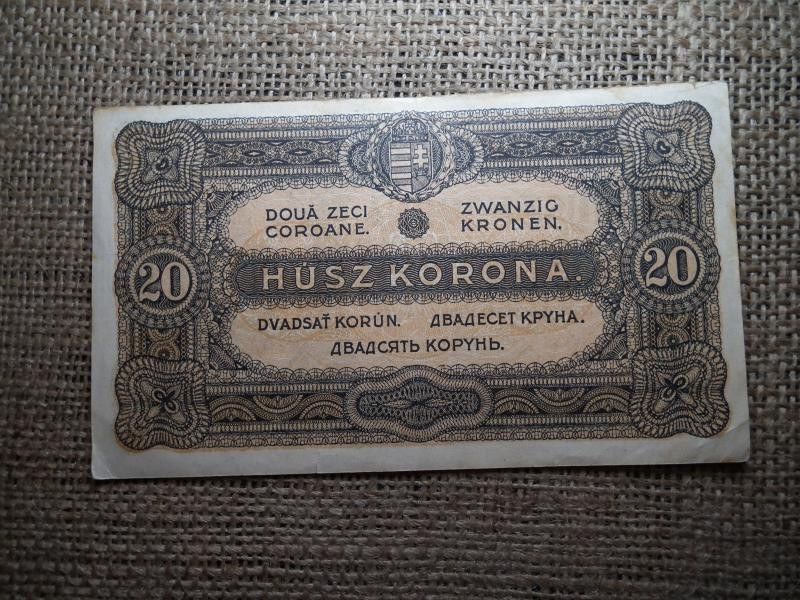 DOUĂ ZECI
COROANE.
ZWANZIG
KRONEN.
20
HÚSZ KORONA.
20
DVADSAŤ KORÚN.
ДВАДЕСЕТ КРУНА.
ДВАДСЯТЬ КОРУНЬ.